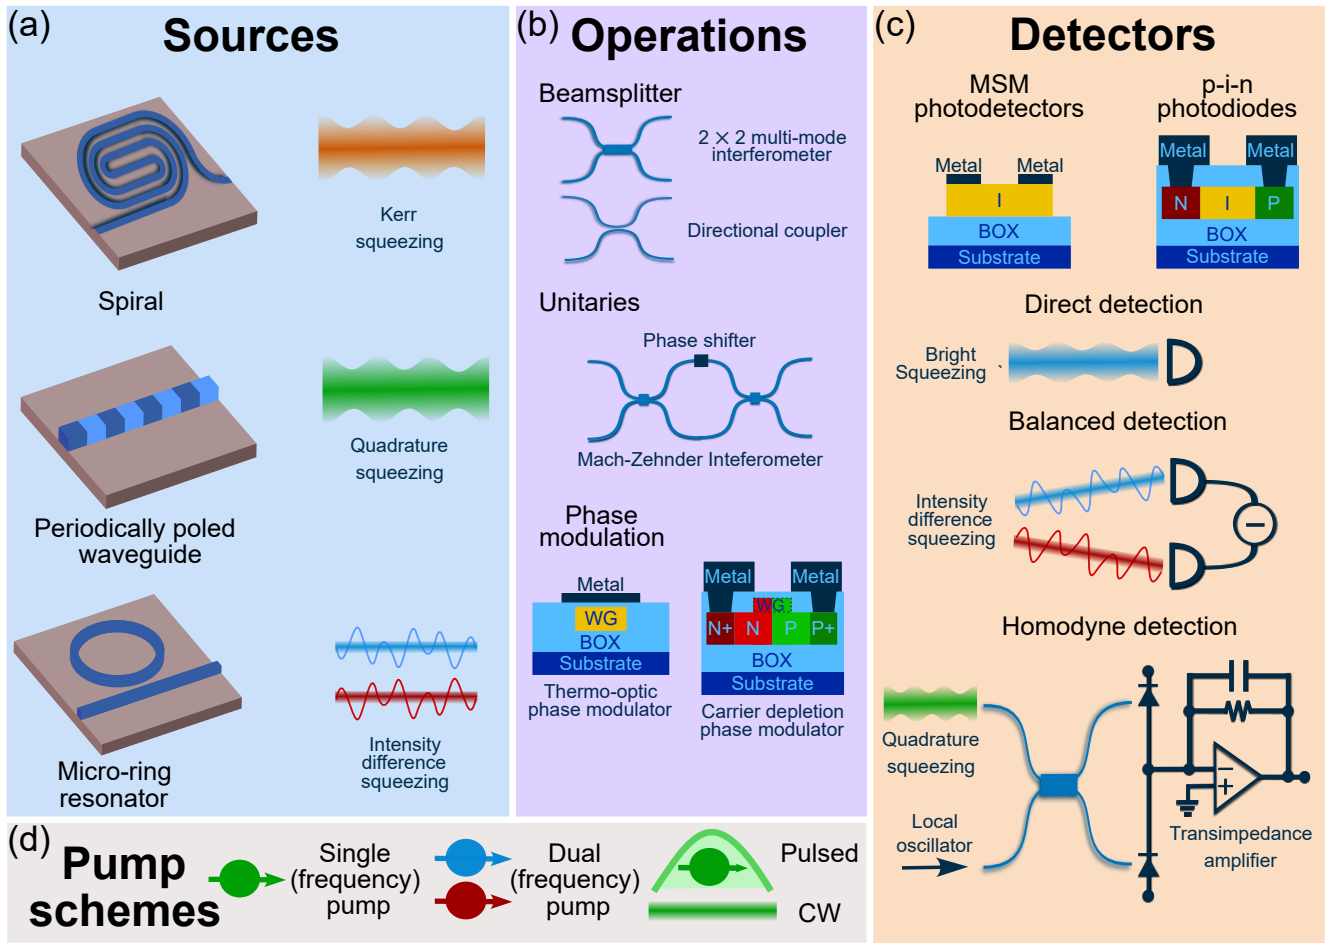 (a)
Sources
Kerr
squeezing
Spiral
Quadrature
squeezing
Periodically poled
waveguide
Intensity
difference
squeezing
Micro-ring
resonator
(b)
Operations
Beamsplitter
2 × 2 multi-mode
interferometer
Directional coupler
Unitaries
Phase shifter
Mach-Zehnder Inteferometer
Phase
modulation
Metal
WG
BOX
Substrate
Thermo-optic
phase modulator
Metal
Metal
WG
N+
N
P
P+
BOX
Substrate
Carrier depletion
phase modulator
(c)
Detectors
MSM
photodetectors
Metal
Metal
I
BOX
Substrate
p-i-n
photodiodes
Metal
Metal
N
I
P
BOX
Substrate
Direct detection
Bright
Squeezing `
Balanced detection
Intensity
difference
squeezing
−
Homodyne detection
Quadrature
squeezing
Local
oscillator
−
+
Transimpedance
amplifier
(d)
Pump
schemes
Single
(frequency)
pump
Dual
(frequency)
pump
Pulsed
CW